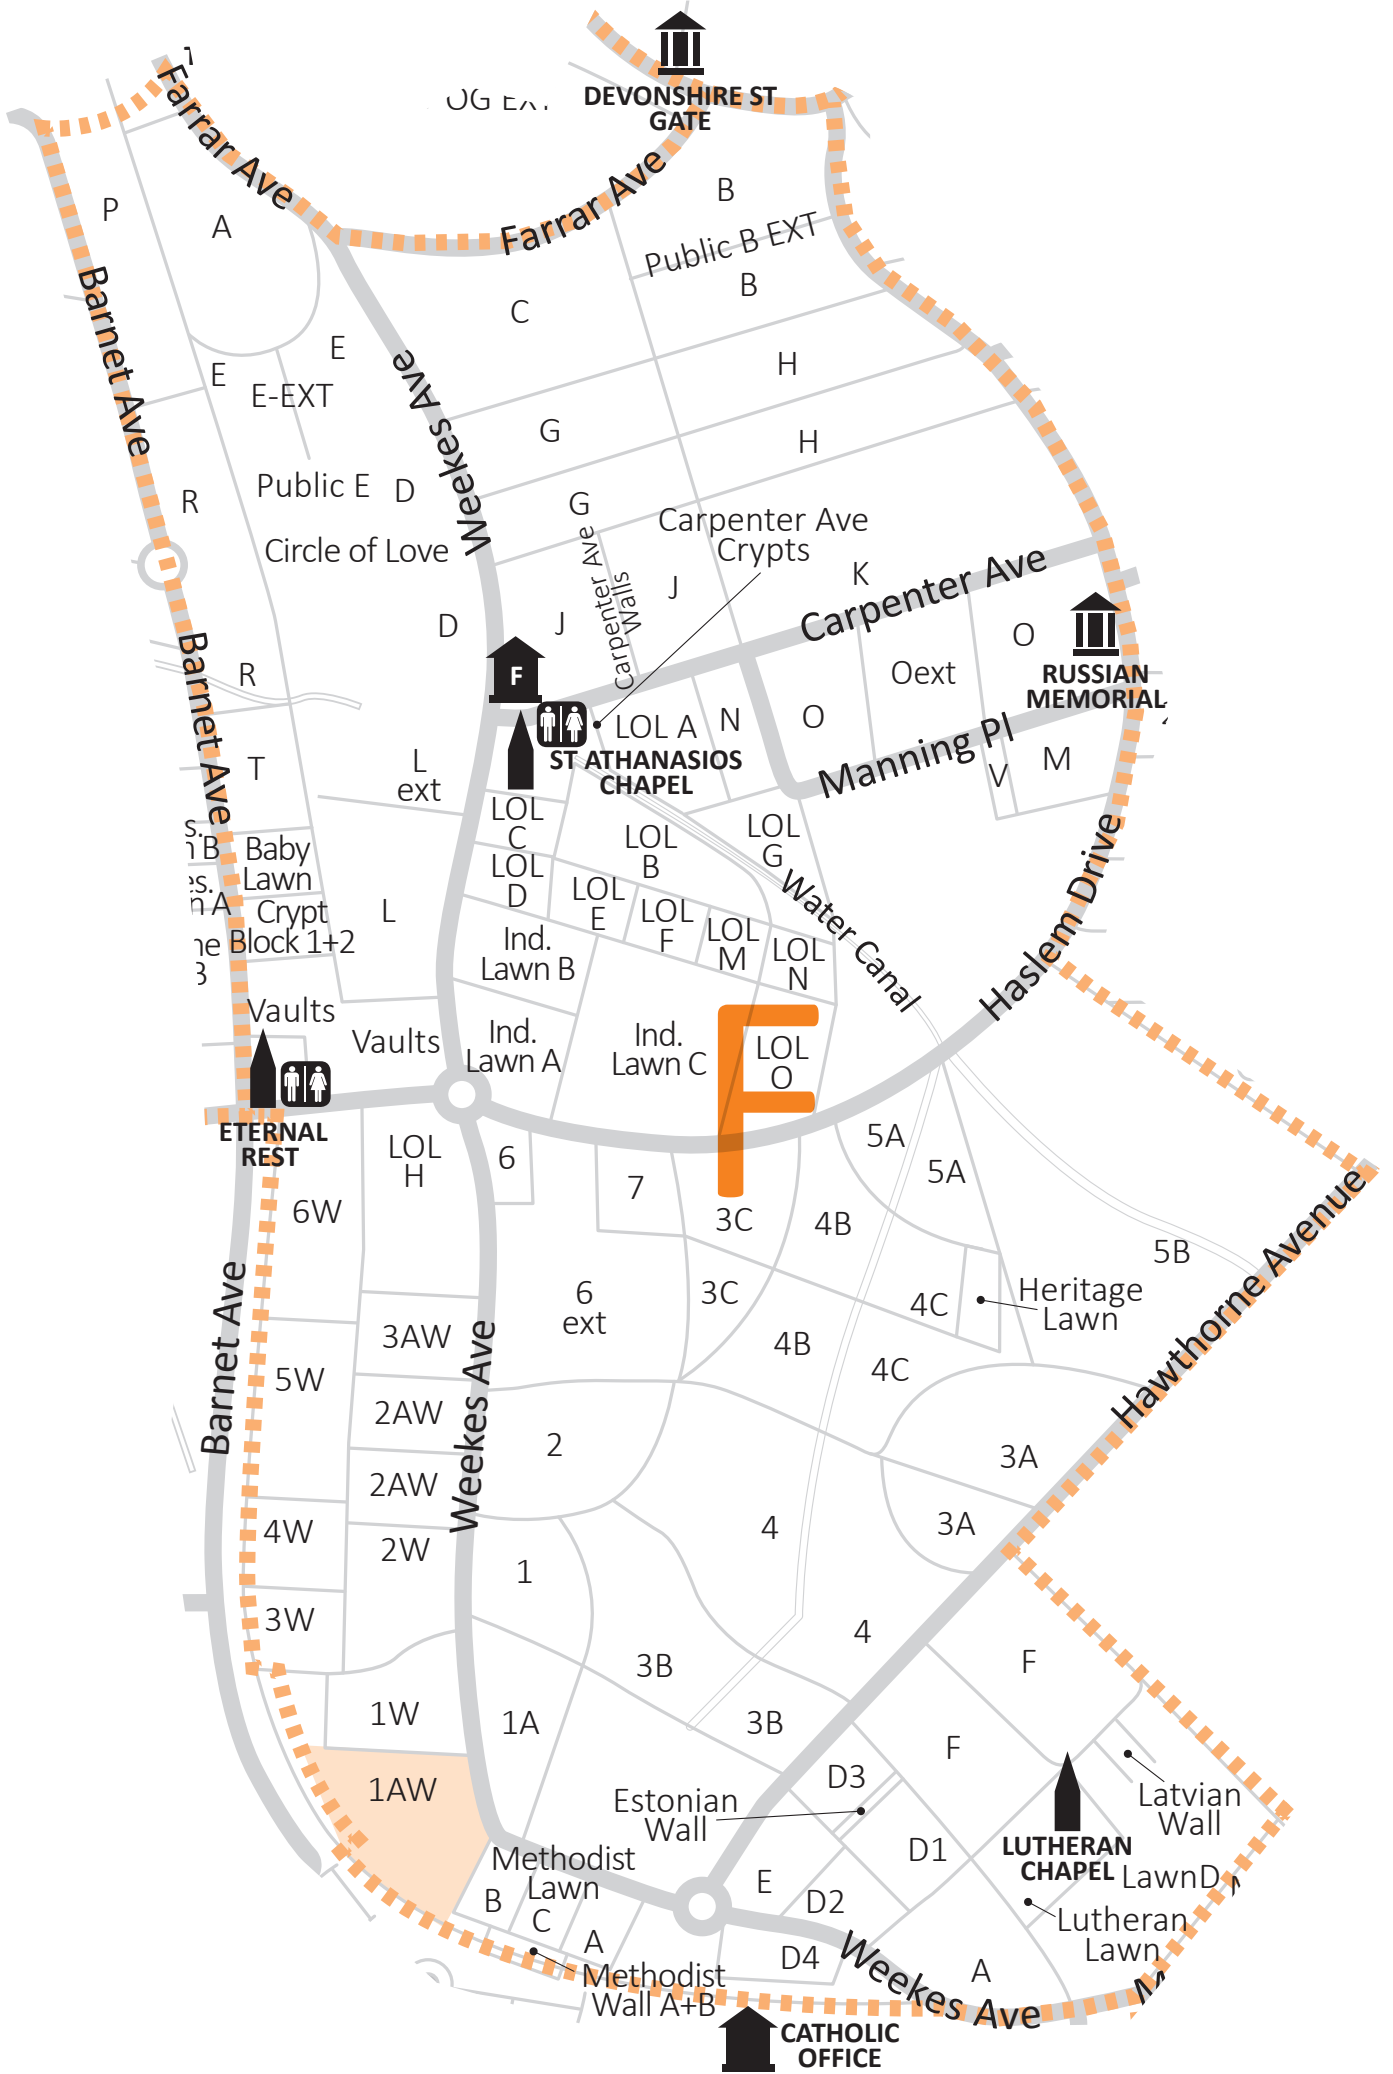 DEVONSHIRE ST
GATE
Farrar Ave
Farrar Ave
P
A
B
Public B EXT
B
Barnet Ave
C
E
E
E-EXT
Weekes Ave
H
G
H
R
Public E
D
G
Carpenter Ave
Crypts
Circle of Love
Carpenter Ave
Walls
J
K
Carpenter Ave
D
J
O
F
Oext
RUSSIAN
MEMORIAL
Barnet Ave
R
LOL A
N
O
Manning Pl
ST ATHANASIOS
CHAPEL
T
L
ext
V
M
LOL
C
LOL
B
LOL
G
Baby
Lawn
LOL
D
LOL
E
LOL
F
LOL
M
LOL
N
Water Canal
Haslem Drive
Crypt
Block 1+2
L
Ind.
Lawn B
Vaults
Vaults
Ind.
Lawn A
Ind.
Lawn C
LOL
O
F
ETERNAL
REST
LOL
H
6
7
5A
5A
6W
3C
4B
5B
Hawthorne Avenue
Barnet Ave
6
ext
3C
4C
Heritage
Lawn
3AW
4B
4C
5W
2AW
Weekes Ave
2
3A
2AW
4W
2W
4
3A
1
3W
4
3B
F
1W
1A
3B
F
1AW
D3
Estonian
Wall
Latvian
Wall
D1
LUTHERAN
CHAPEL
Methodist
Lawn
B
C
A
E
D2
LawnD
Lutheran
Lawn
D4
Weekes Ave
A
Methodist
Wall A+B
CATHOLIC
OFFICE